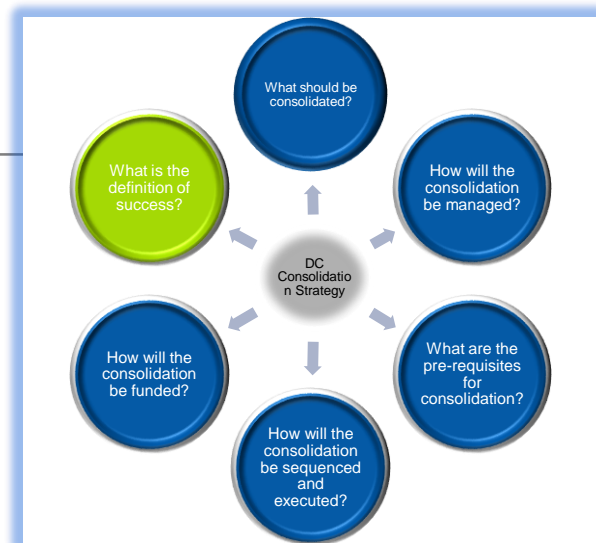 What should be
consolidated?
How will the
consolidation
be managed?
What are the
pre-requisites
for
consolidation?
How will the
consolidation
be sequenced
and
executed?
How will the
consolidation
be funded?
What is the
definition of
success?
DC
Consolidatio
n Strategy